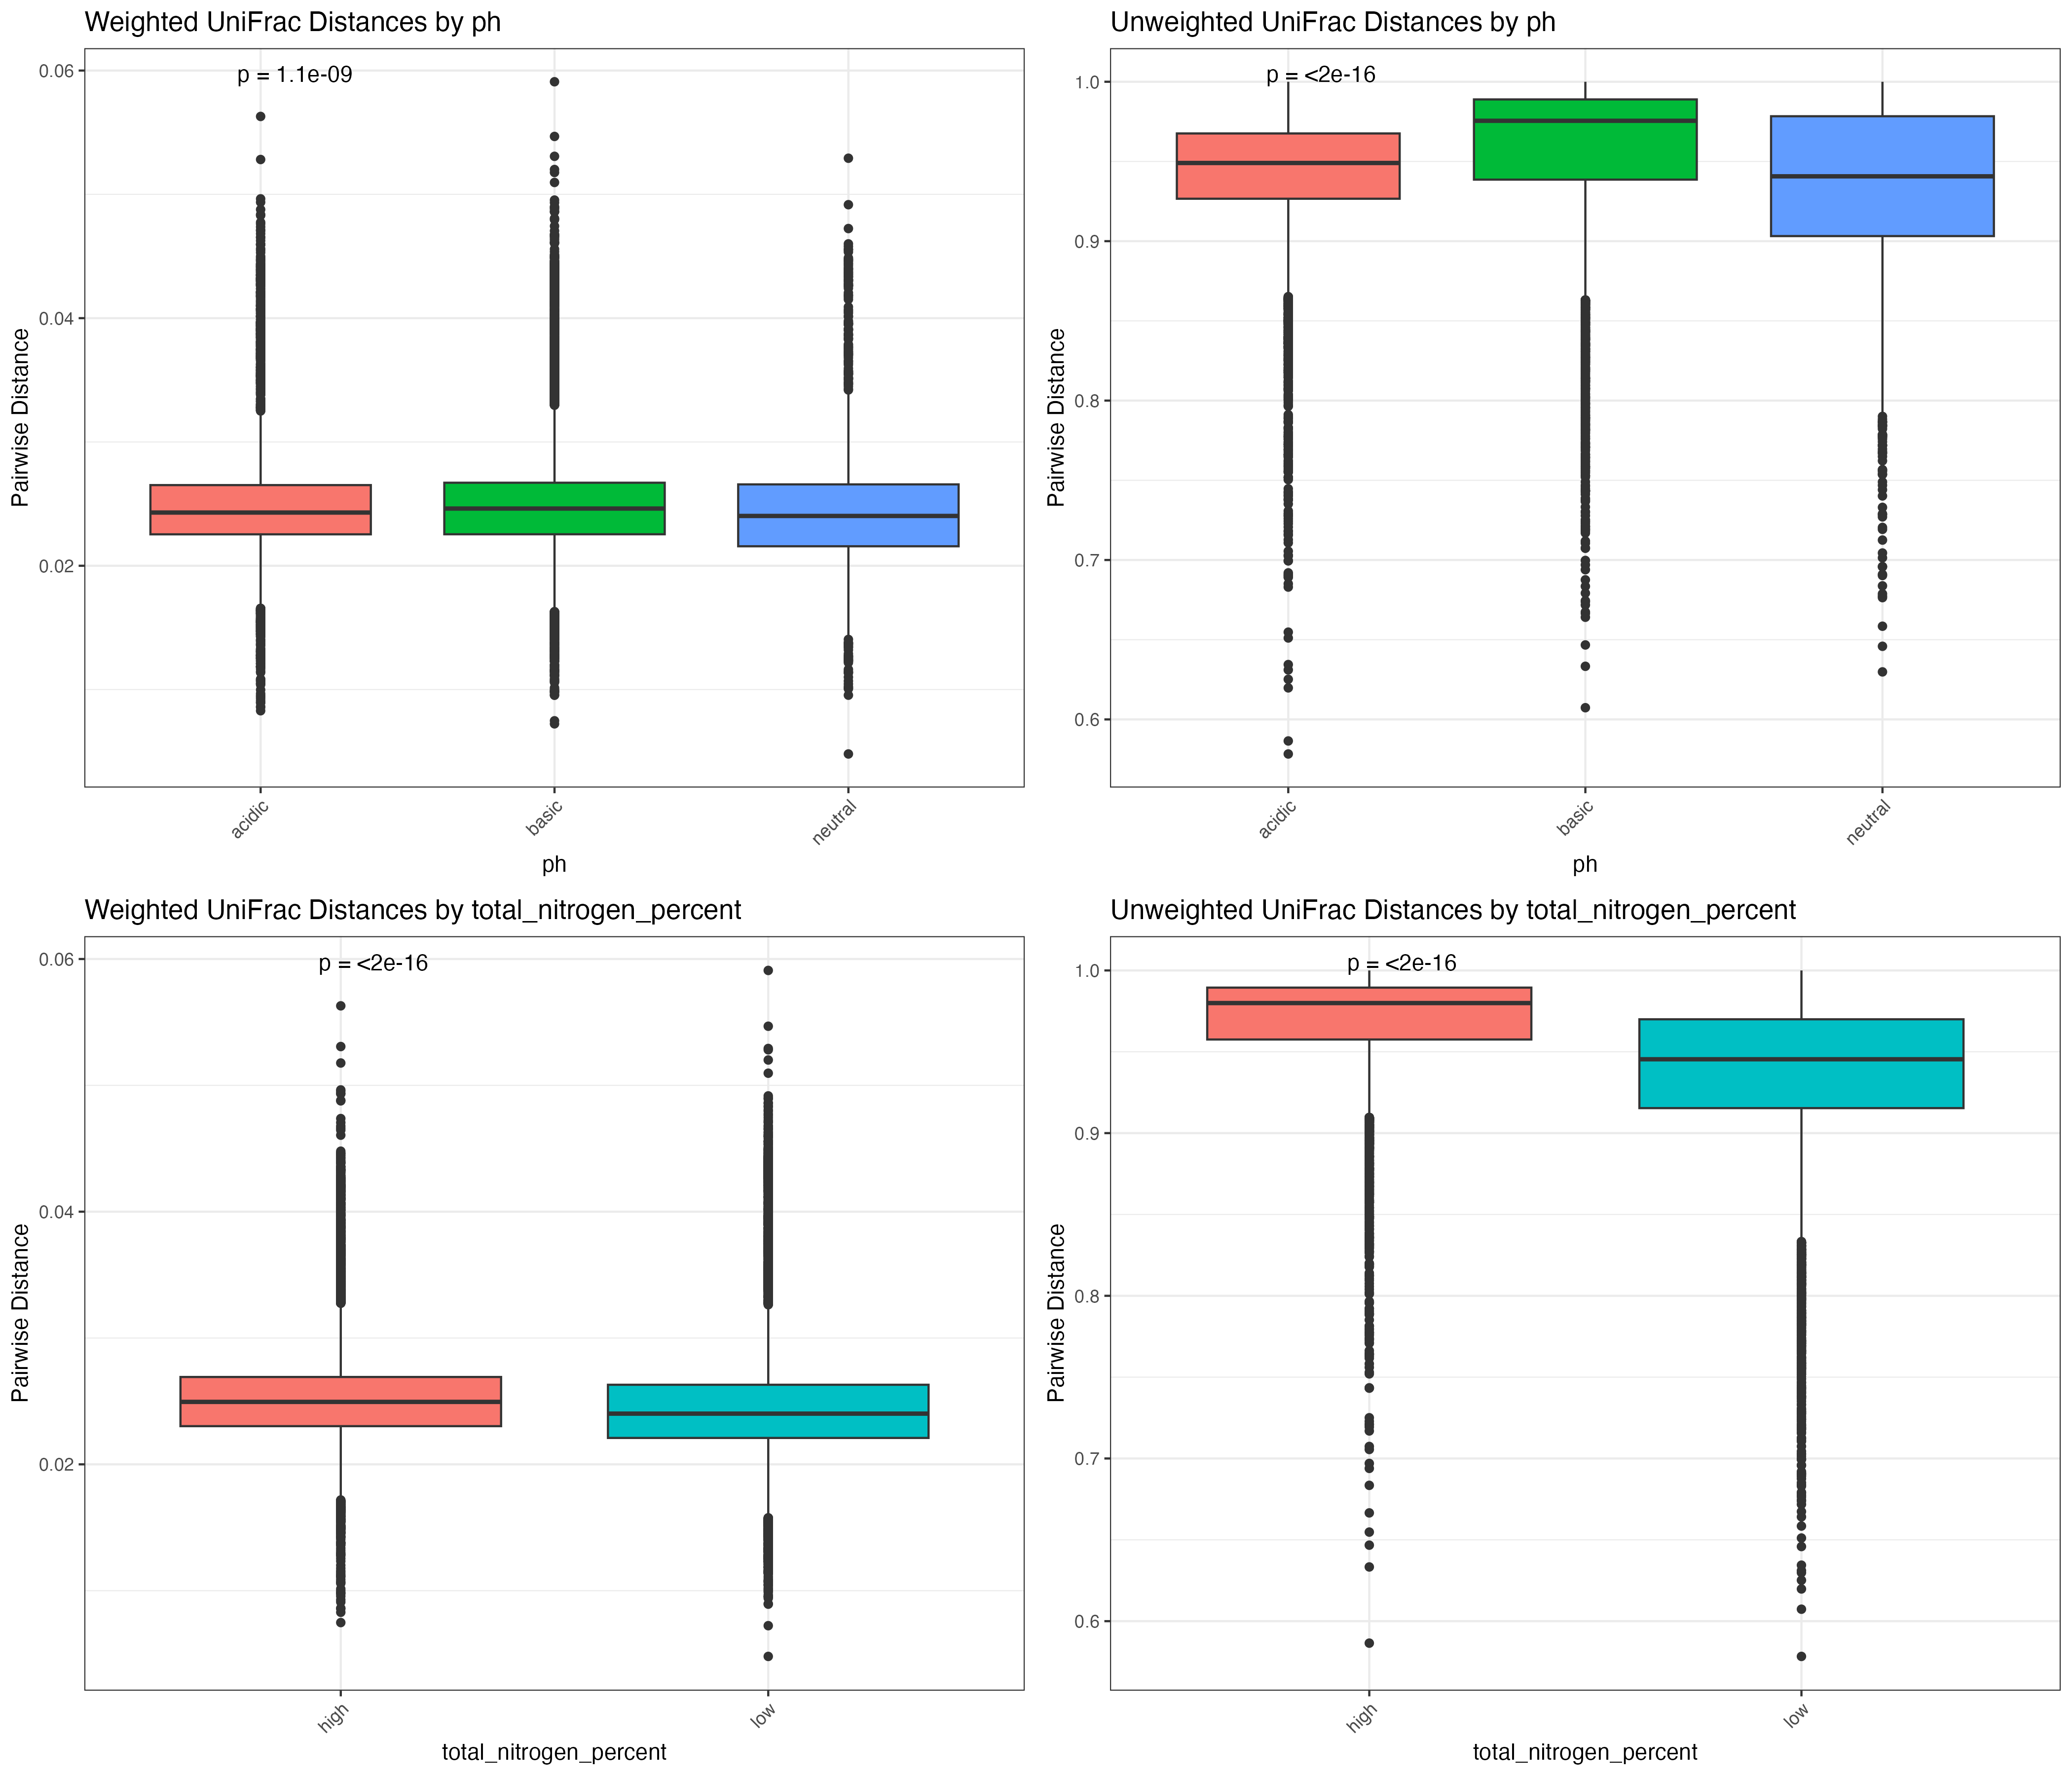 Weighted UniFrac Distances by ph
p = 1.1e-09
0.06
0.04
0.02
Pairwise Distance
acidic
basic
neutral
ph
Unweighted UniFrac Distances by ph
p = <2e-16
1.0
0.9
0.8
0.7
0.6
Pairwise Distance
acidic
basic
neutral
ph
Weighted UniFrac Distances by total_nitrogen_percent
p = <2e-16
0.06
0.04
0.02
Pairwise Distance
high
low
total_nitrogen_percent
Unweighted UniFrac Distances by total_nitrogen_percent
p = <2e-16
1.0
0.9
0.8
0.7
0.6
Pairwise Distance
high
low
total_nitrogen_percent